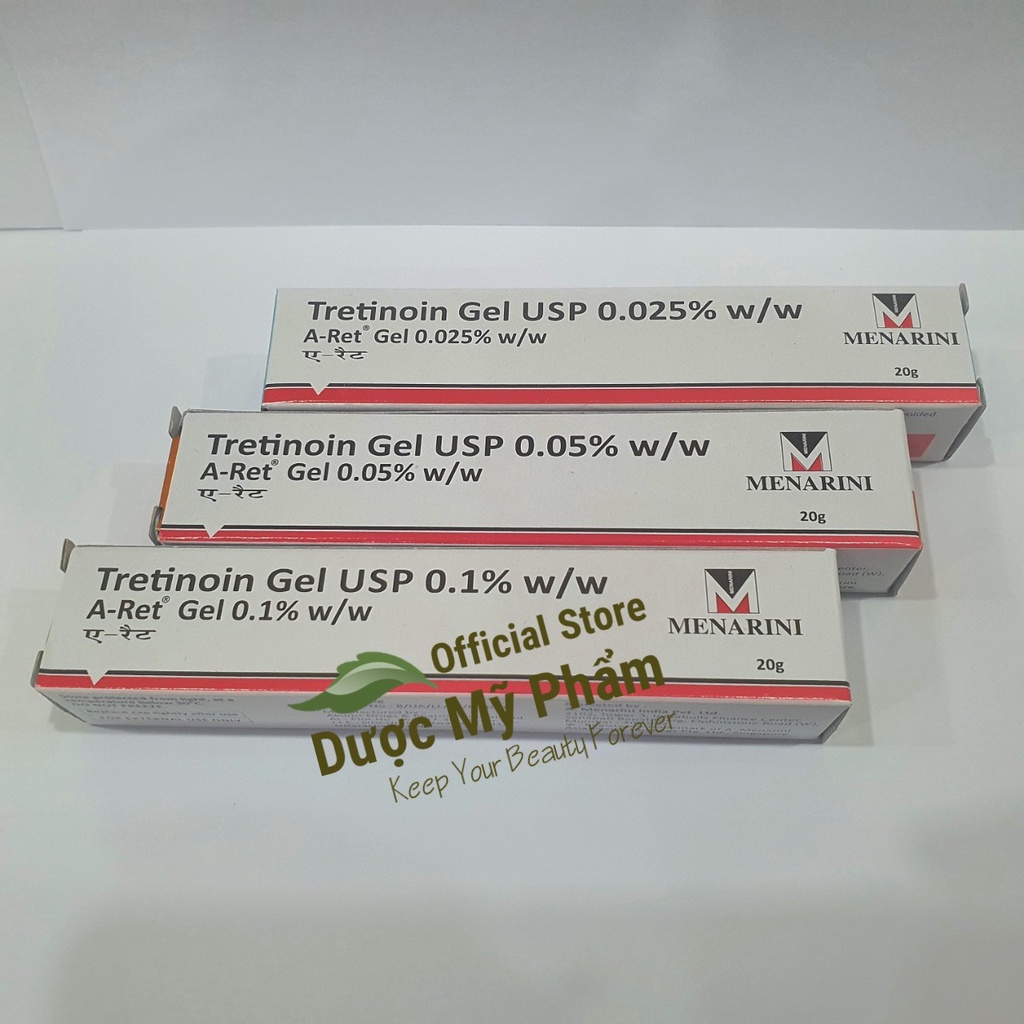 Tretinoin Gel USP 0.025% w/w
A-Ret® Gel 0.025% w/w
ए-रैट
MENARINI
20g
Tretinoin Gel USP 0.05% w/w
A-Ret® Gel 0.05% w/w
ए-रैट
MENARINI
20g
Tretinoin Gel USP 0.1% w/w
A-Ret® Gel 0.1% w/w
ए-रैट
MENARINI
20g
Official Store
Dược Mỹ Phẩm
Keep Your Beauty Forever